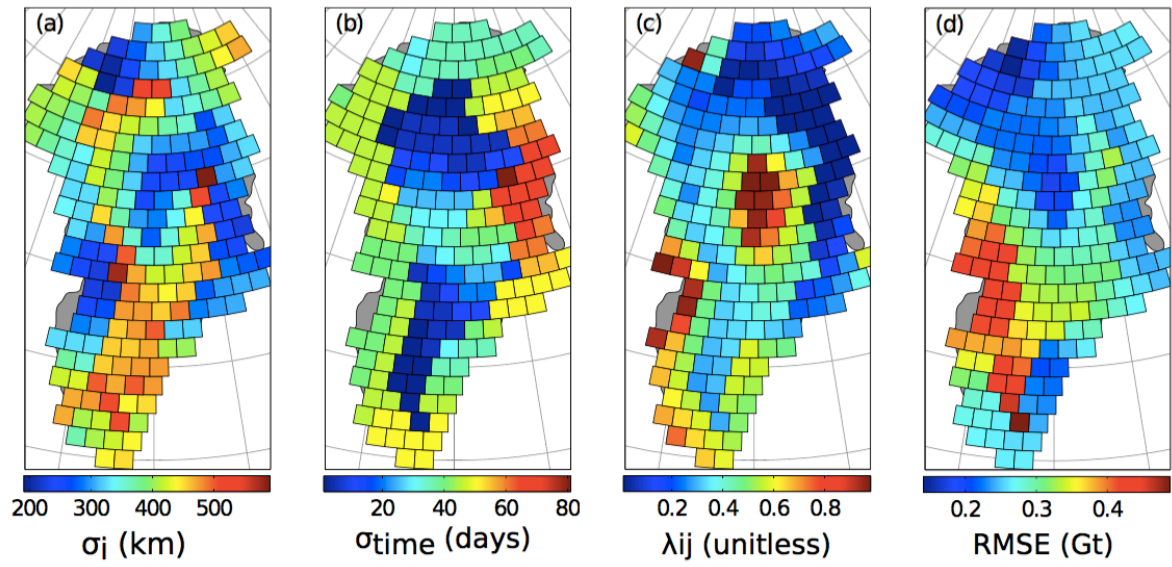 (a) (b) (c) (d)
200 300 400 500 20 40 60 80 0.2 0.4 0.6 0.8 0.2 0.3 0.4
σi (km) σtime (days) λij (unitless) RMSE (Gt)